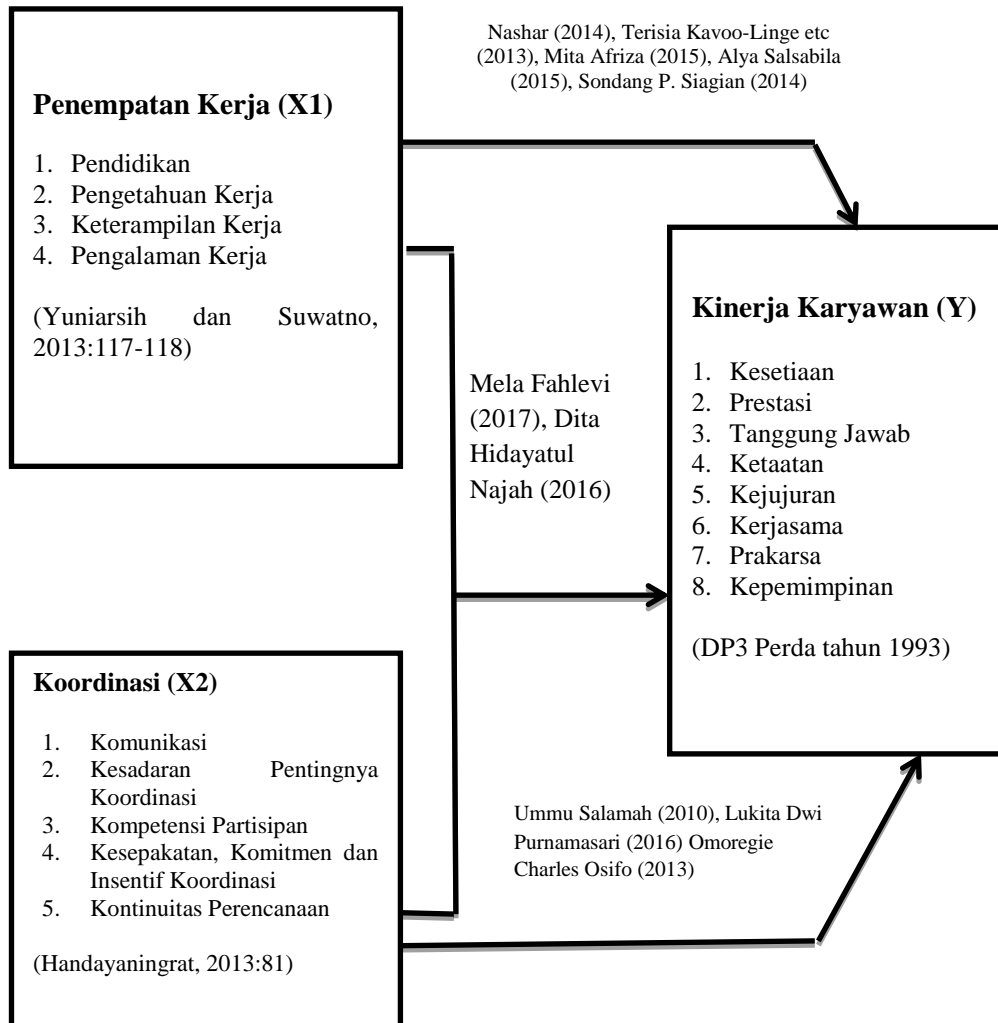 Nashar (2014), Terisia Kavoo-Linge etc
(2013), Mita Afriza (2015), Alya Salsabila
(2015), Sondang P. Siagian (2014)
Penempatan Kerja (X1)
1. Pendidikan
2. Pengetahuan Kerja
3. Keterampilan Kerja
4. Pengalaman Kerja
(Yuniarsih dan Suwatno,
2013:117-118)
Mela Fahlevi
(2017), Dita
Hidayatul
Najah (2016)
Kinerja Karyawan (Y)
1. Kesetiaan
2. Prestasi
3. Tanggung Jawab
4. Ketaatan
5. Kejujuran
6. Kerjasama
7. Prakarsa
8. Kepemimpinan
(DP3 Perda tahun 1993)
Koordinasi (X2)
1. Komunikasi
2. Kesadaran Pentingnya
Koordinasi
3. Kompetensi Partisipan
4. Kesepakatan, Komitmen dan
Insentif Koordinasi
5. Kontinuitas Perencanaan
(Handayaningrat, 2013:81)
Ummu Salamah (2010), Lukita Dwi
Purnamasari (2016) Omoregie
Charles Osifo (2013)